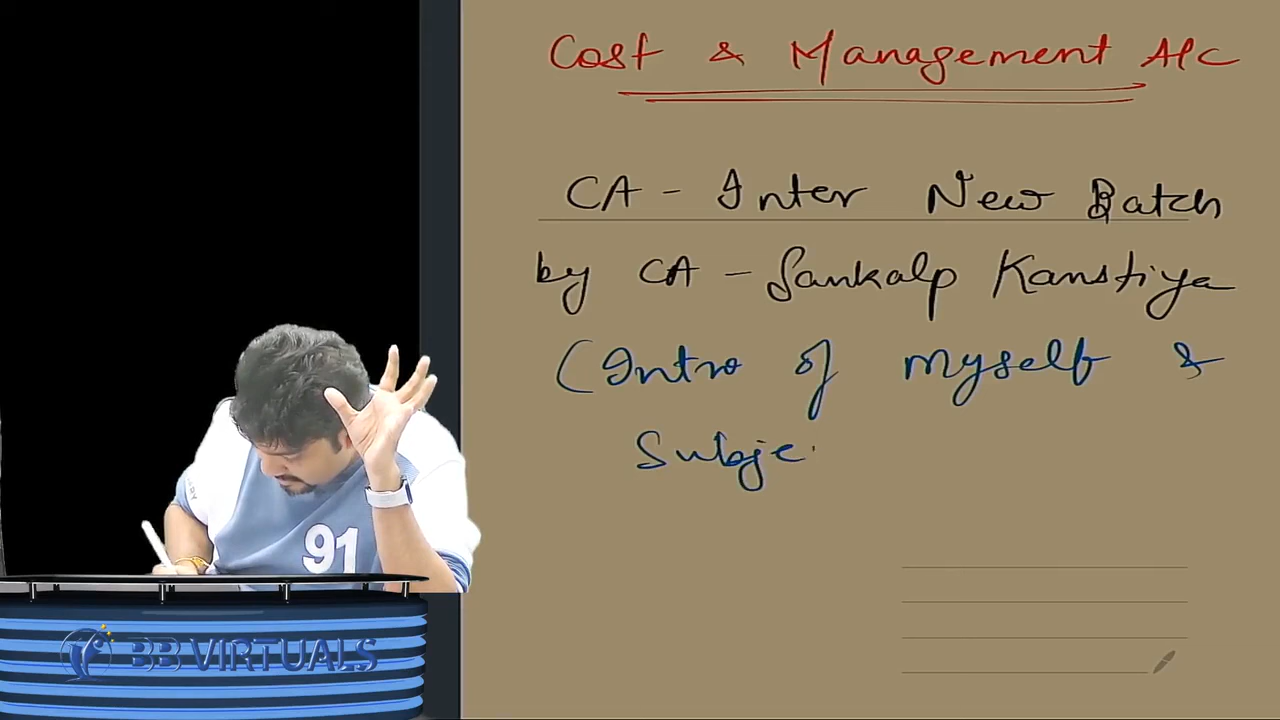 Cost & Management A/c
CA - Inter New Batch
by CA - Sankalp Kanstiya
(Intro of Myself &
Subje
91
BB VIRTUALS